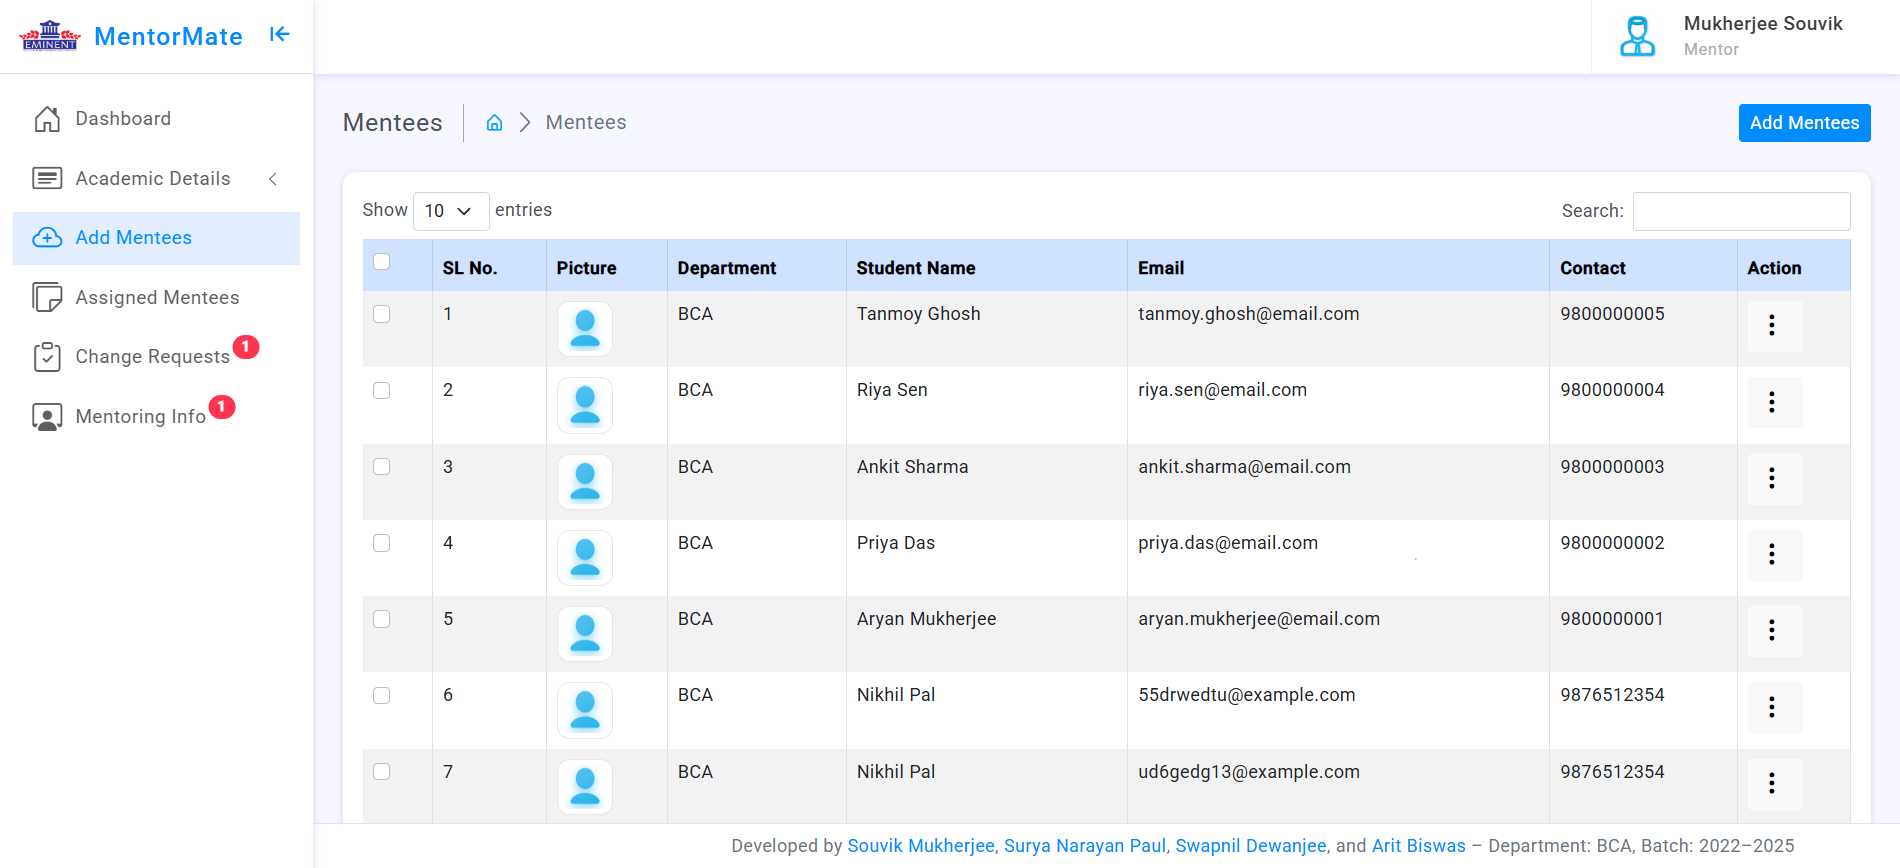 EMINENT
MentorMate
Mukherjee Souvik
Mentor
Dashboard
Academic Details
Add Mentees
Assigned Mentees
Change Requests 1
Mentoring Info 1
Mentees
Mentees
Add Mentees
Show 10 entries
Search:
SL No. Picture Department Student Name Email Contact Action
1 BCA Tanmoy Ghosh tanmoy.ghosh@email.com 9800000005
2 BCA Riya Sen riya.sen@email.com 9800000004
3 BCA Ankit Sharma ankit.sharma@email.com 9800000003
4 BCA Priya Das priya.das@email.com 9800000002
5 BCA Aryan Mukherjee aryan.mukherjee@email.com 9800000001
6 BCA Nikhil Pal 55drwedtu@example.com 9876512354
7 BCA Nikhil Pal ud6gedg13@example.com 9876512354
Developed by Souvik Mukherjee, Surya Narayan Paul, Swapnil Dewanjee, and Arit Biswas – Department: BCA, Batch: 2022–2025